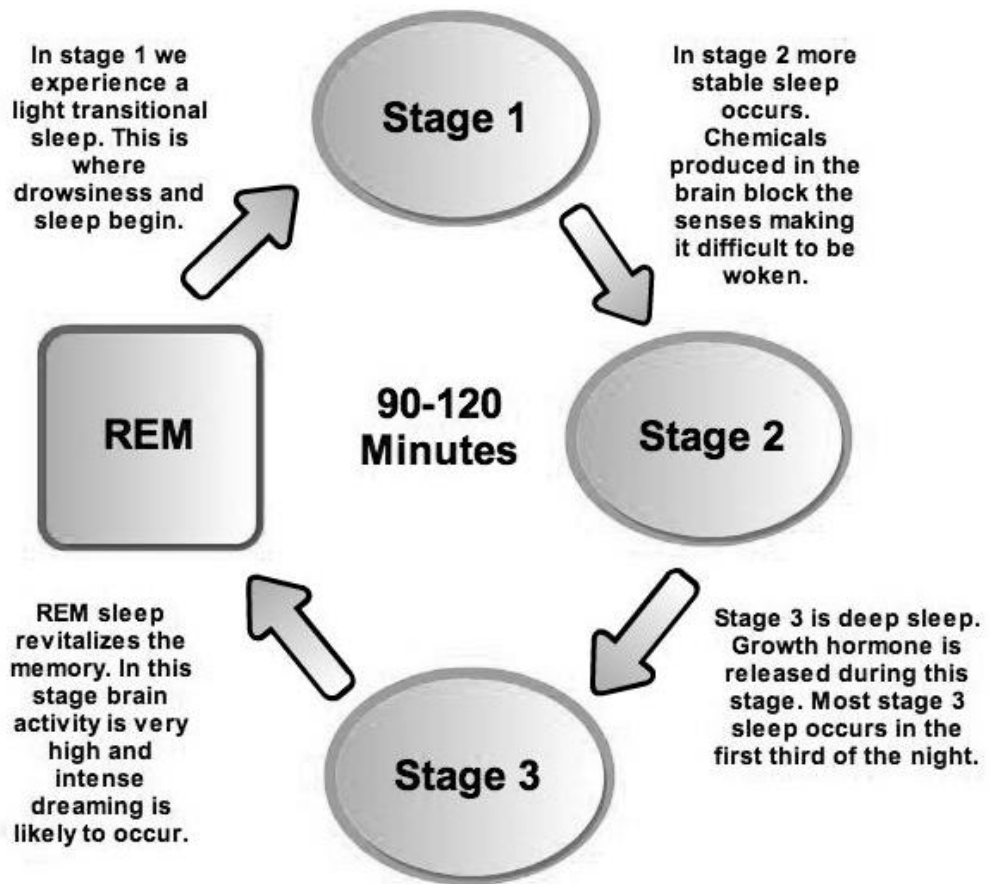 In stage 1 we
experience a
light transitional
sleep. This is
where
drowsiness and
sleep begin.
Stage 1
In stage 2 more
stable sleep
occurs.
Chemicals
produced in the
brain block the
senses making
it difficult to be
woken.
REM
90-120
Minutes
Stage 2
REM sleep
revitalizes the
memory. In this
stage brain
activity is very
high and
intense
dreaming is
likely to occur.
Stage 3
Stage 3 is deep sleep.
Growth hormone is
released during this
stage. Most stage 3
sleep occurs in the
first third of the night.